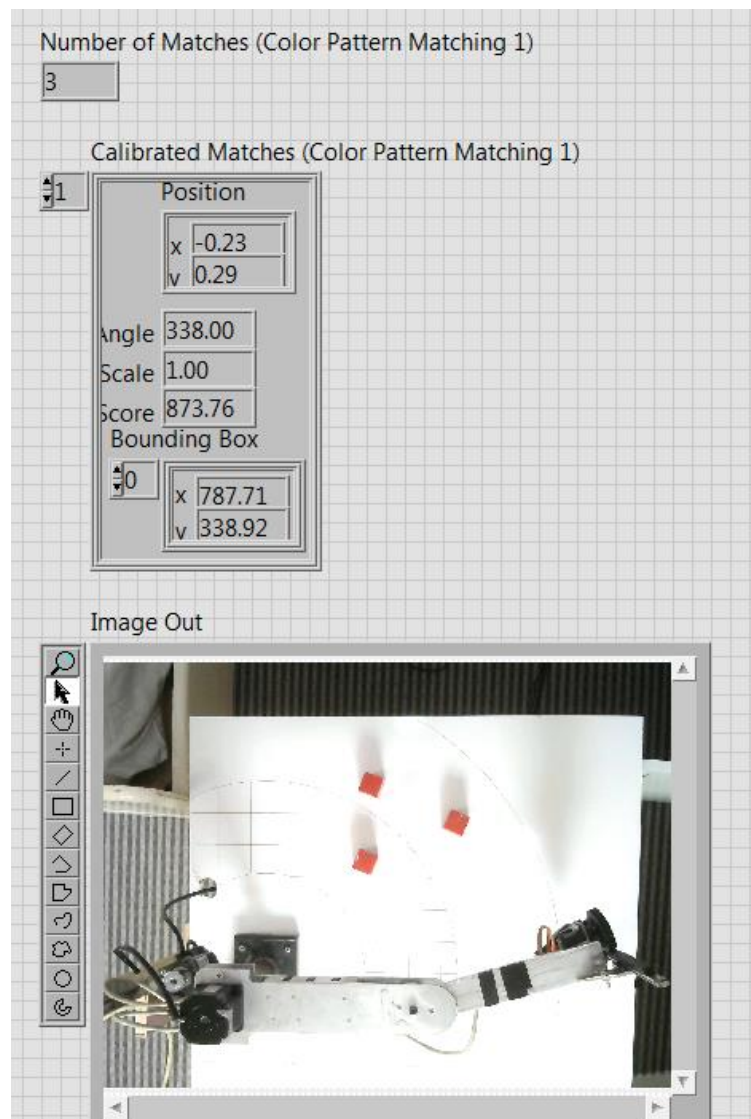 Number of Matches (Color Pattern Matching 1)
3
Calibrated Matches (Color Pattern Matching 1)
1
Position
x -0.23
y 0.29
Angle 338.00
Scale 1.00
Score 873.76
Bounding Box
0
x 787.71
y 338.92
Image Out